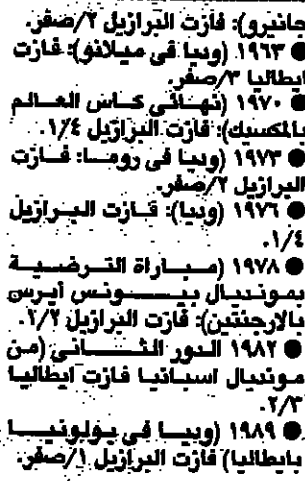 جانيرو): فازت البرازيل ٢/صفر.
● ١٩٦٣ (وديا في ميلانو): فازت
ايطاليا ٣/صفر.
● ١٩٧٠ (نهائي كاس العالم
بالمكسيك): فازت البرازيل ١/٤.
● ١٩٧٣ (وديا في روما: فازت
البرازيل ٢/صفر.
● ١٩٧٦ (وديا): فازت البرازيل
١/٤.
● ١٩٧٨ (مباراة الترضية
بمونديال بيونس أيرس
بالارجنتين): فازت البرازيل ١/٢.
● ١٩٨٢ الدور الثاني (من
مونديال اسبانيا فازت ايطاليا
٢/٣.
● ١٩٨٩ (وديا في بولونيا
بايطاليا) فازت البرازيل ١/صفر.